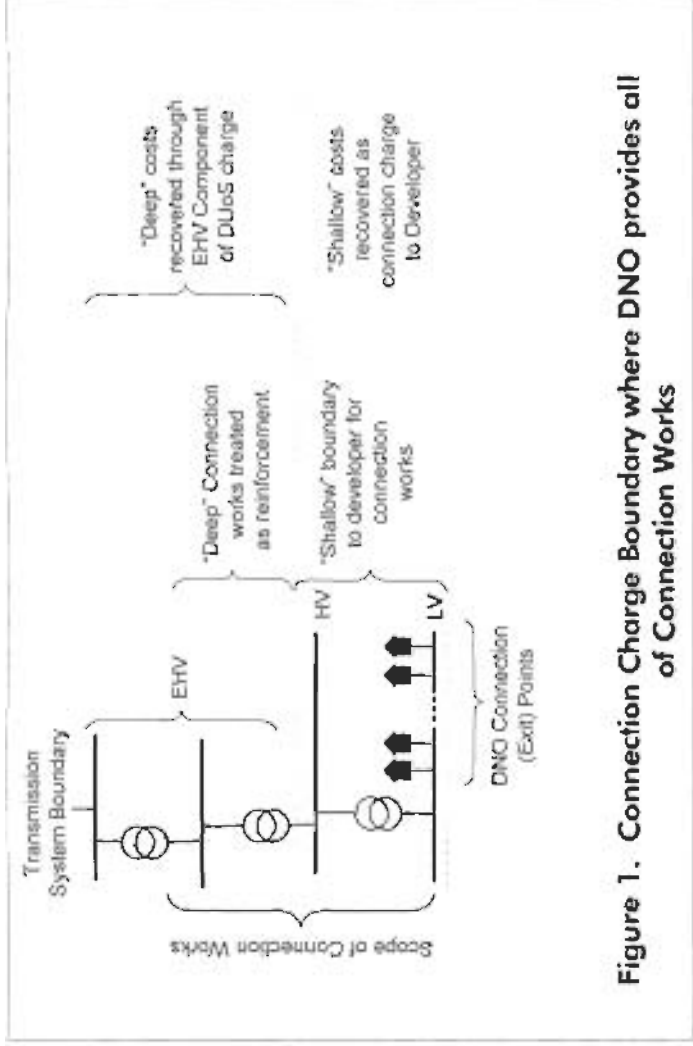 Transmission
System Boundary
EHV
HV
LV
Scope of Connection Works
DNO Connection
(Exit) Points
"Deep" Connection
works treated
as reinforcement
"Shallow" boundary
to developer for
connection
works
"Deep" costs
recovered through
EHV Component
of DUoS charge
"Shallow" costs
recovered as
connection charge
to Developer
Figure 1. Connection Charge Boundary where DNO provides all
of Connection Works